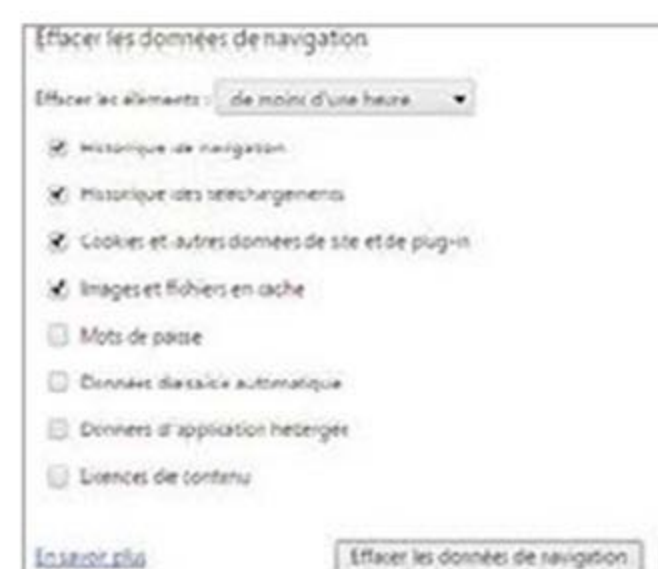 Effacer les données de navigation
Effacer les éléments : de moins d'une heure
Historique de navigation
Historique des téléchargements
Cookies et autres données de site et de plug-in
Images et fichiers en cache
Mots de passe
Données de saisie automatique
Données d'application hébergée
Licences de contenu
En savoir plus
Effacer les données de navigation